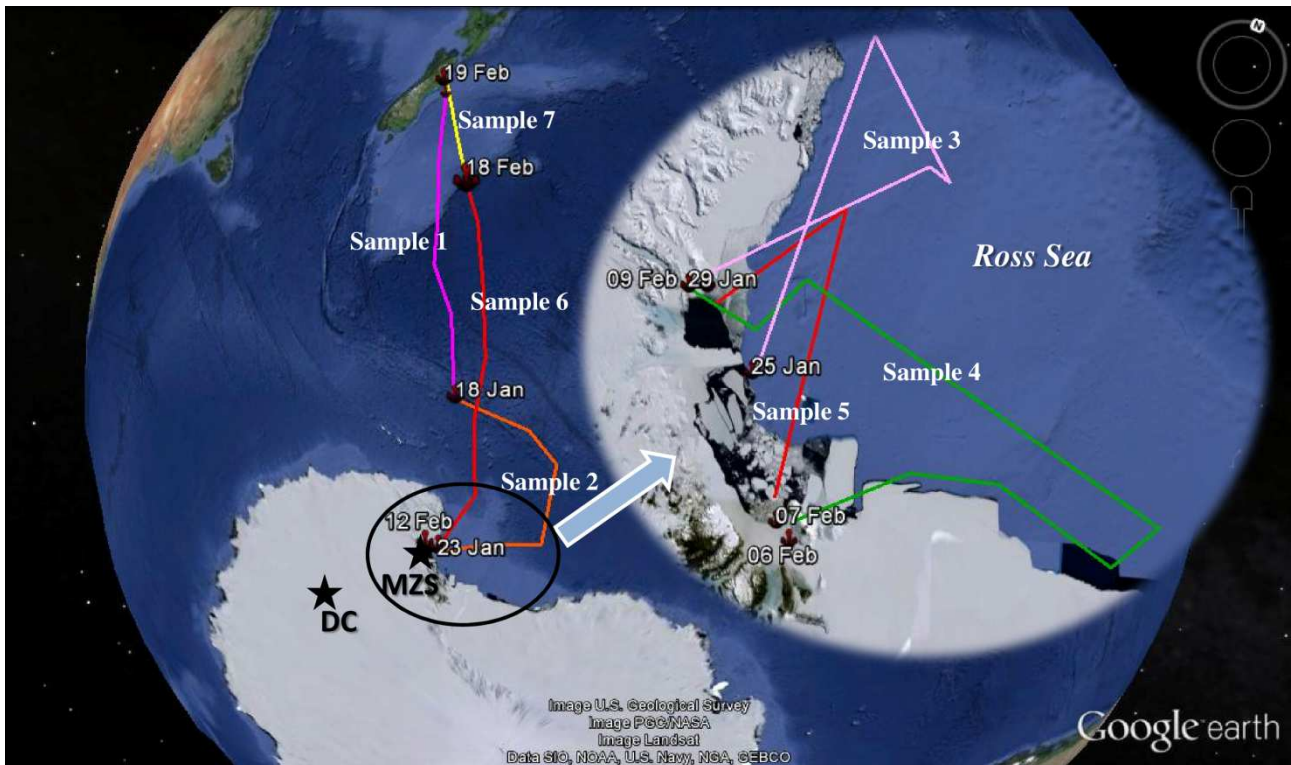 19 Feb
Sample 7
18 Feb
Sample 1
Sample 6
18 Jan
Sample 2
12 Feb
23 Jan
MZS
DC
N
Sample 3
Ross Sea
09 Feb
29 Jan
25 Jan
Sample 4
Sample 5
07 Feb
06 Feb
Image U.S. Geological Survey
Image PGC/NASA
Image Landsat
Data SIO, NOAA, U.S. Navy, NGA, GEBCO
Google earth